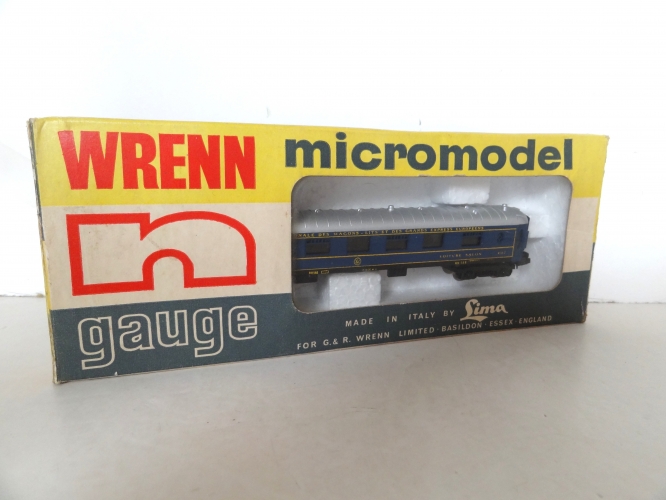 WRENN
micromodel
n
gauge
MADE IN ITALY BY Lima
FOR G.& R. WRENN LIMITED·BASILDON·ESSEX·ENGLAND